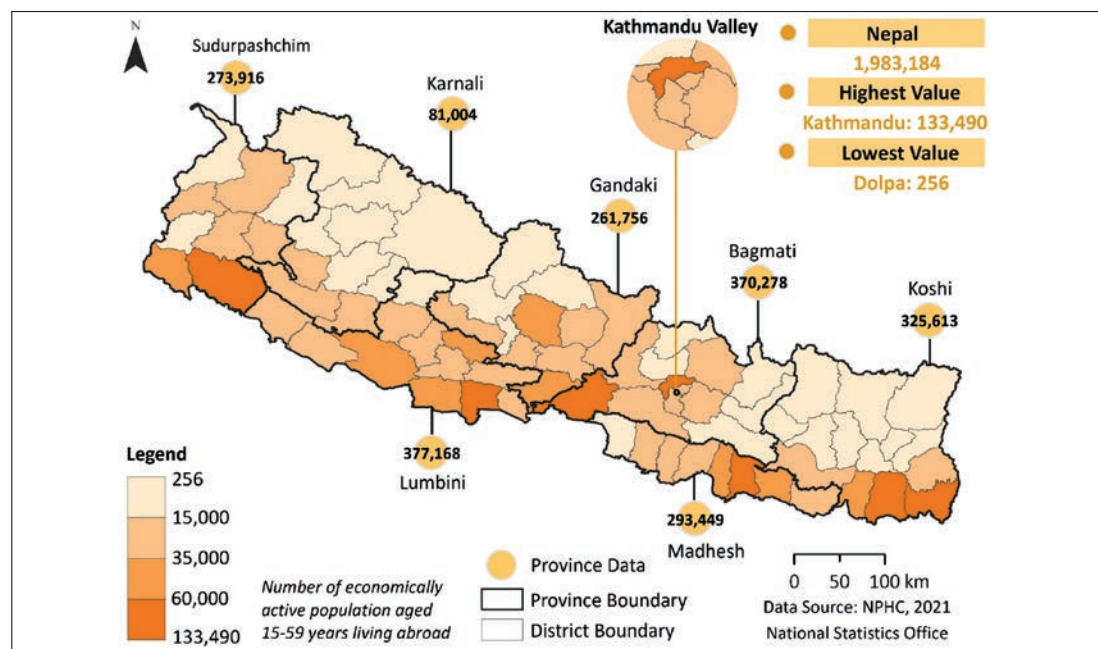 N
Sudurpashchim
273,916
Karnali
81,004
Kathmandu Valley
Nepal
1,983,184
Highest Value
Kathmandu: 133,490
Lowest Value
Dolpa: 256
Gandaki
261,756
Bagmati
370,278
Koshi
325,613
377,168
Lumbini
293,449
Madhesh
Legend
256
15,000
35,000
60,000
133,490
Number of economically
active population aged
15-59 years living abroad
Province Data
Province Boundary
District Boundary
0 50 100 km
Data Source: NPHC, 2021
National Statistics Office